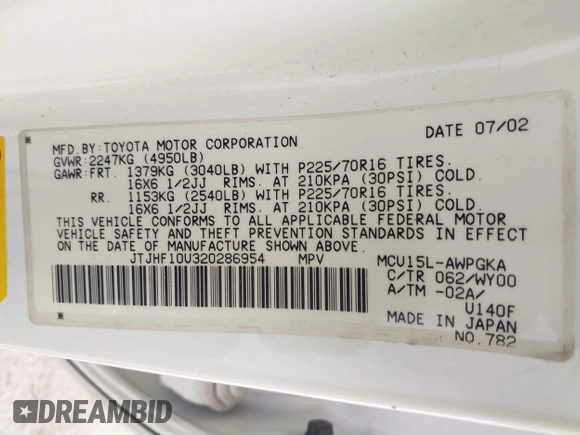 DATE 07/02
MFD.BY:TOYOTA MOTOR CORPORATION
GVWR:2247KG (4950LB)
GAWR:FRT. 1379KG (3040LB) WITH P225/70R16 TIRES.
16X6 1/2JJ RIMS. AT 210KPA (30PSI) COLD.
RR. 1153KG (2540LB) WITH P225/70R16 TIRES.
16X6 1/2JJ RIMS. AT 210KPA (30PSI) COLD.
THIS VEHICLE CONFORMS TO ALL APPLICABLE FEDERAL MOTOR
VEHICLE SAFETY AND THEFT PREVENTION STANDARDS IN EFFECT
ON THE DATE OF MANUFACTURE SHOWN ABOVE.
JTJHF10U320286954 MPV
MCU15L-AWPGKA
C/TR 062/WY00
A/TM -02A/
U140F
MADE IN JAPAN
NO.782
DREAMBID